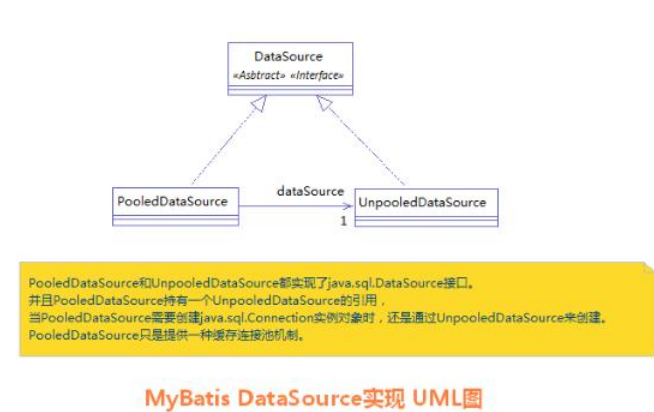 DataSource
«Asbtract» «Interface»
PooledDataSource
dataSource
1
UnpooledDataSource
PooledDataSource和UnpooledDataSource都实现了java.sql.DataSource接口。
并且PooledDataSource持有一个UnpooledDataSource的引用，
当PooledDataSource需要创建java.sql.Connection实例对象时，还是通过UnpooledDataSource来创建。
PooledDataSource只是提供一种缓存连接池机制。
MyBatis DataSource实现 UML图